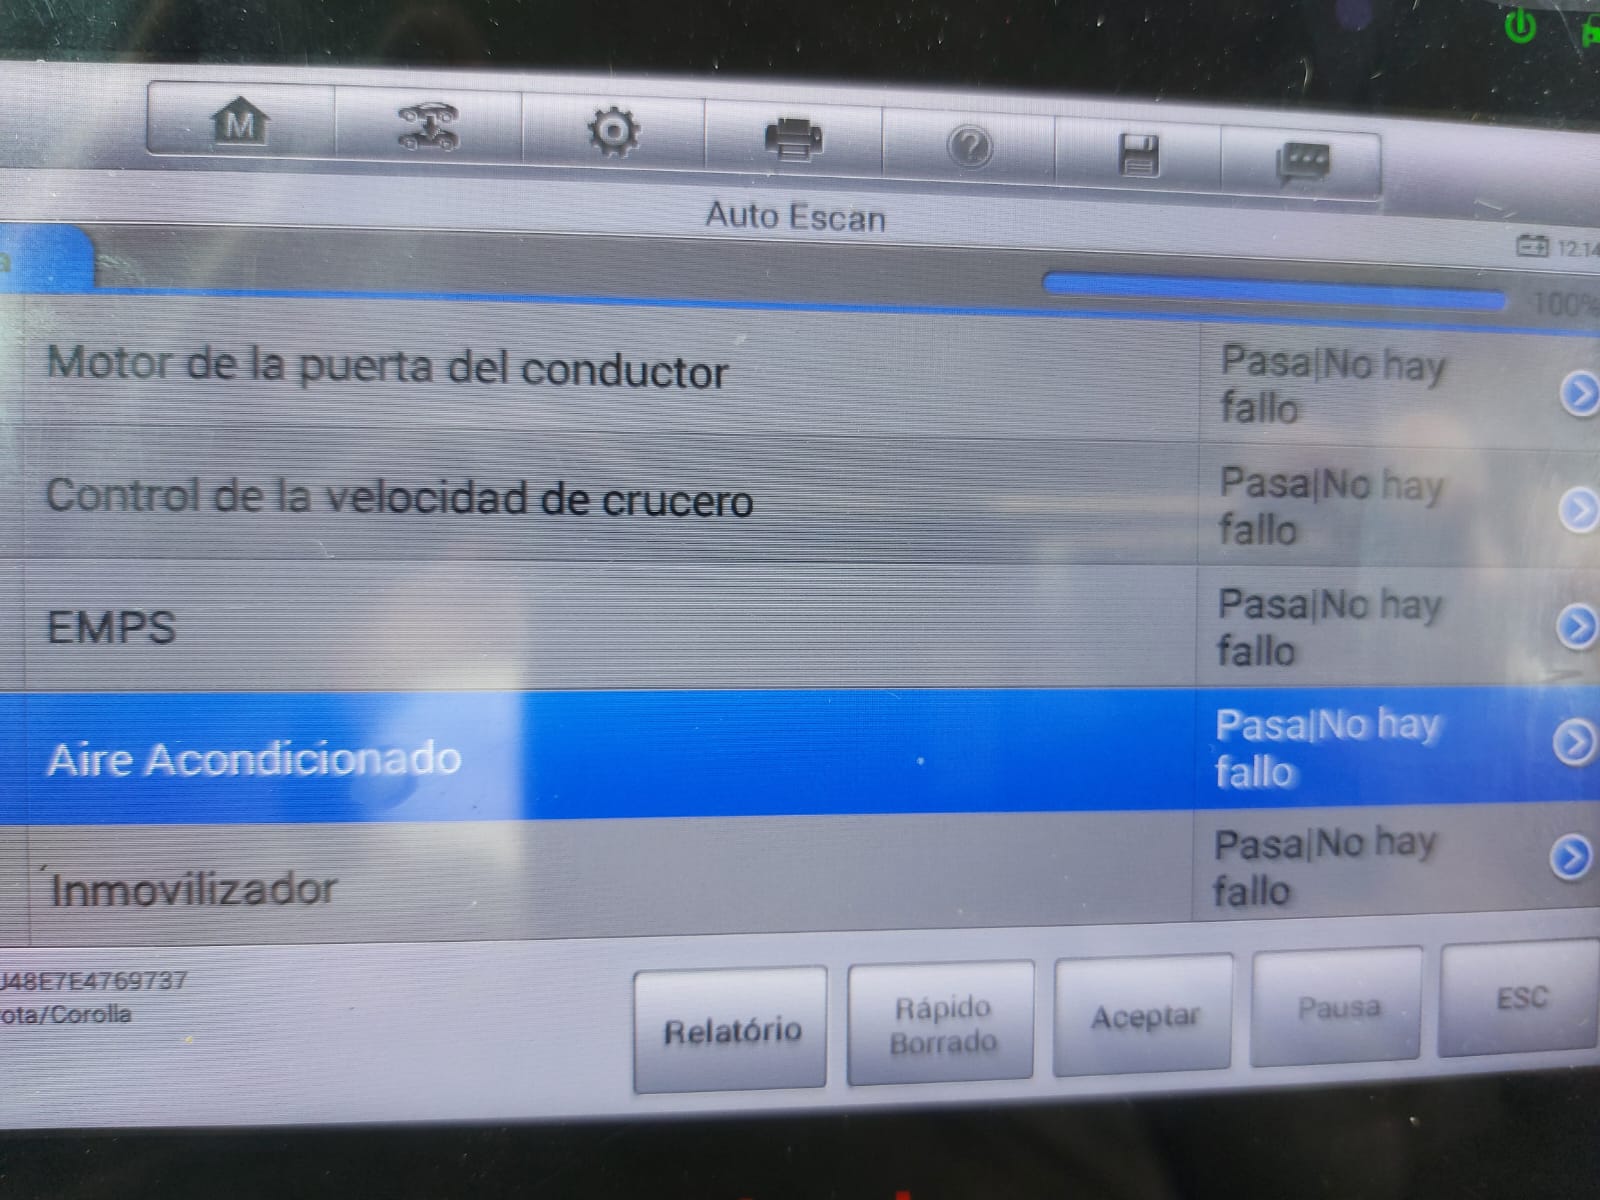 M
?
Auto Escan
12.14
100%
Motor de la puerta del conductor
Pasa|No hay
fallo
Control de la velocidad de crucero
Pasa|No hay
fallo
EMPS
Pasa|No hay
fallo
Aire Acondicionado
Pasa|No hay
fallo
Inmovilizador
Pasa|No hay
fallo
J48E7E4769737
ota/Corolla
Relatório
Rápido
Borrado
Aceptar
Pausa
ESC